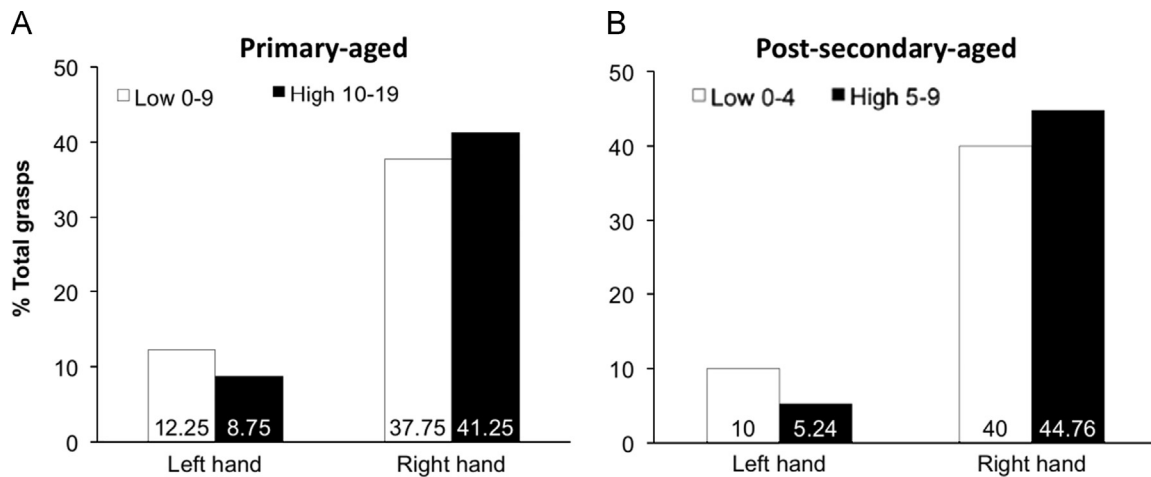 A
Primary-aged
50
Low 0-9
High 10-19
40
30
20
10
0
% Total grasps
12.25
8.75
37.75
41.25
Left hand
Right hand
B
Post-secondary-aged
50
Low 0-4
High 5-9
40
30
20
10
0
10
5.24
40
44.76
Left hand
Right hand